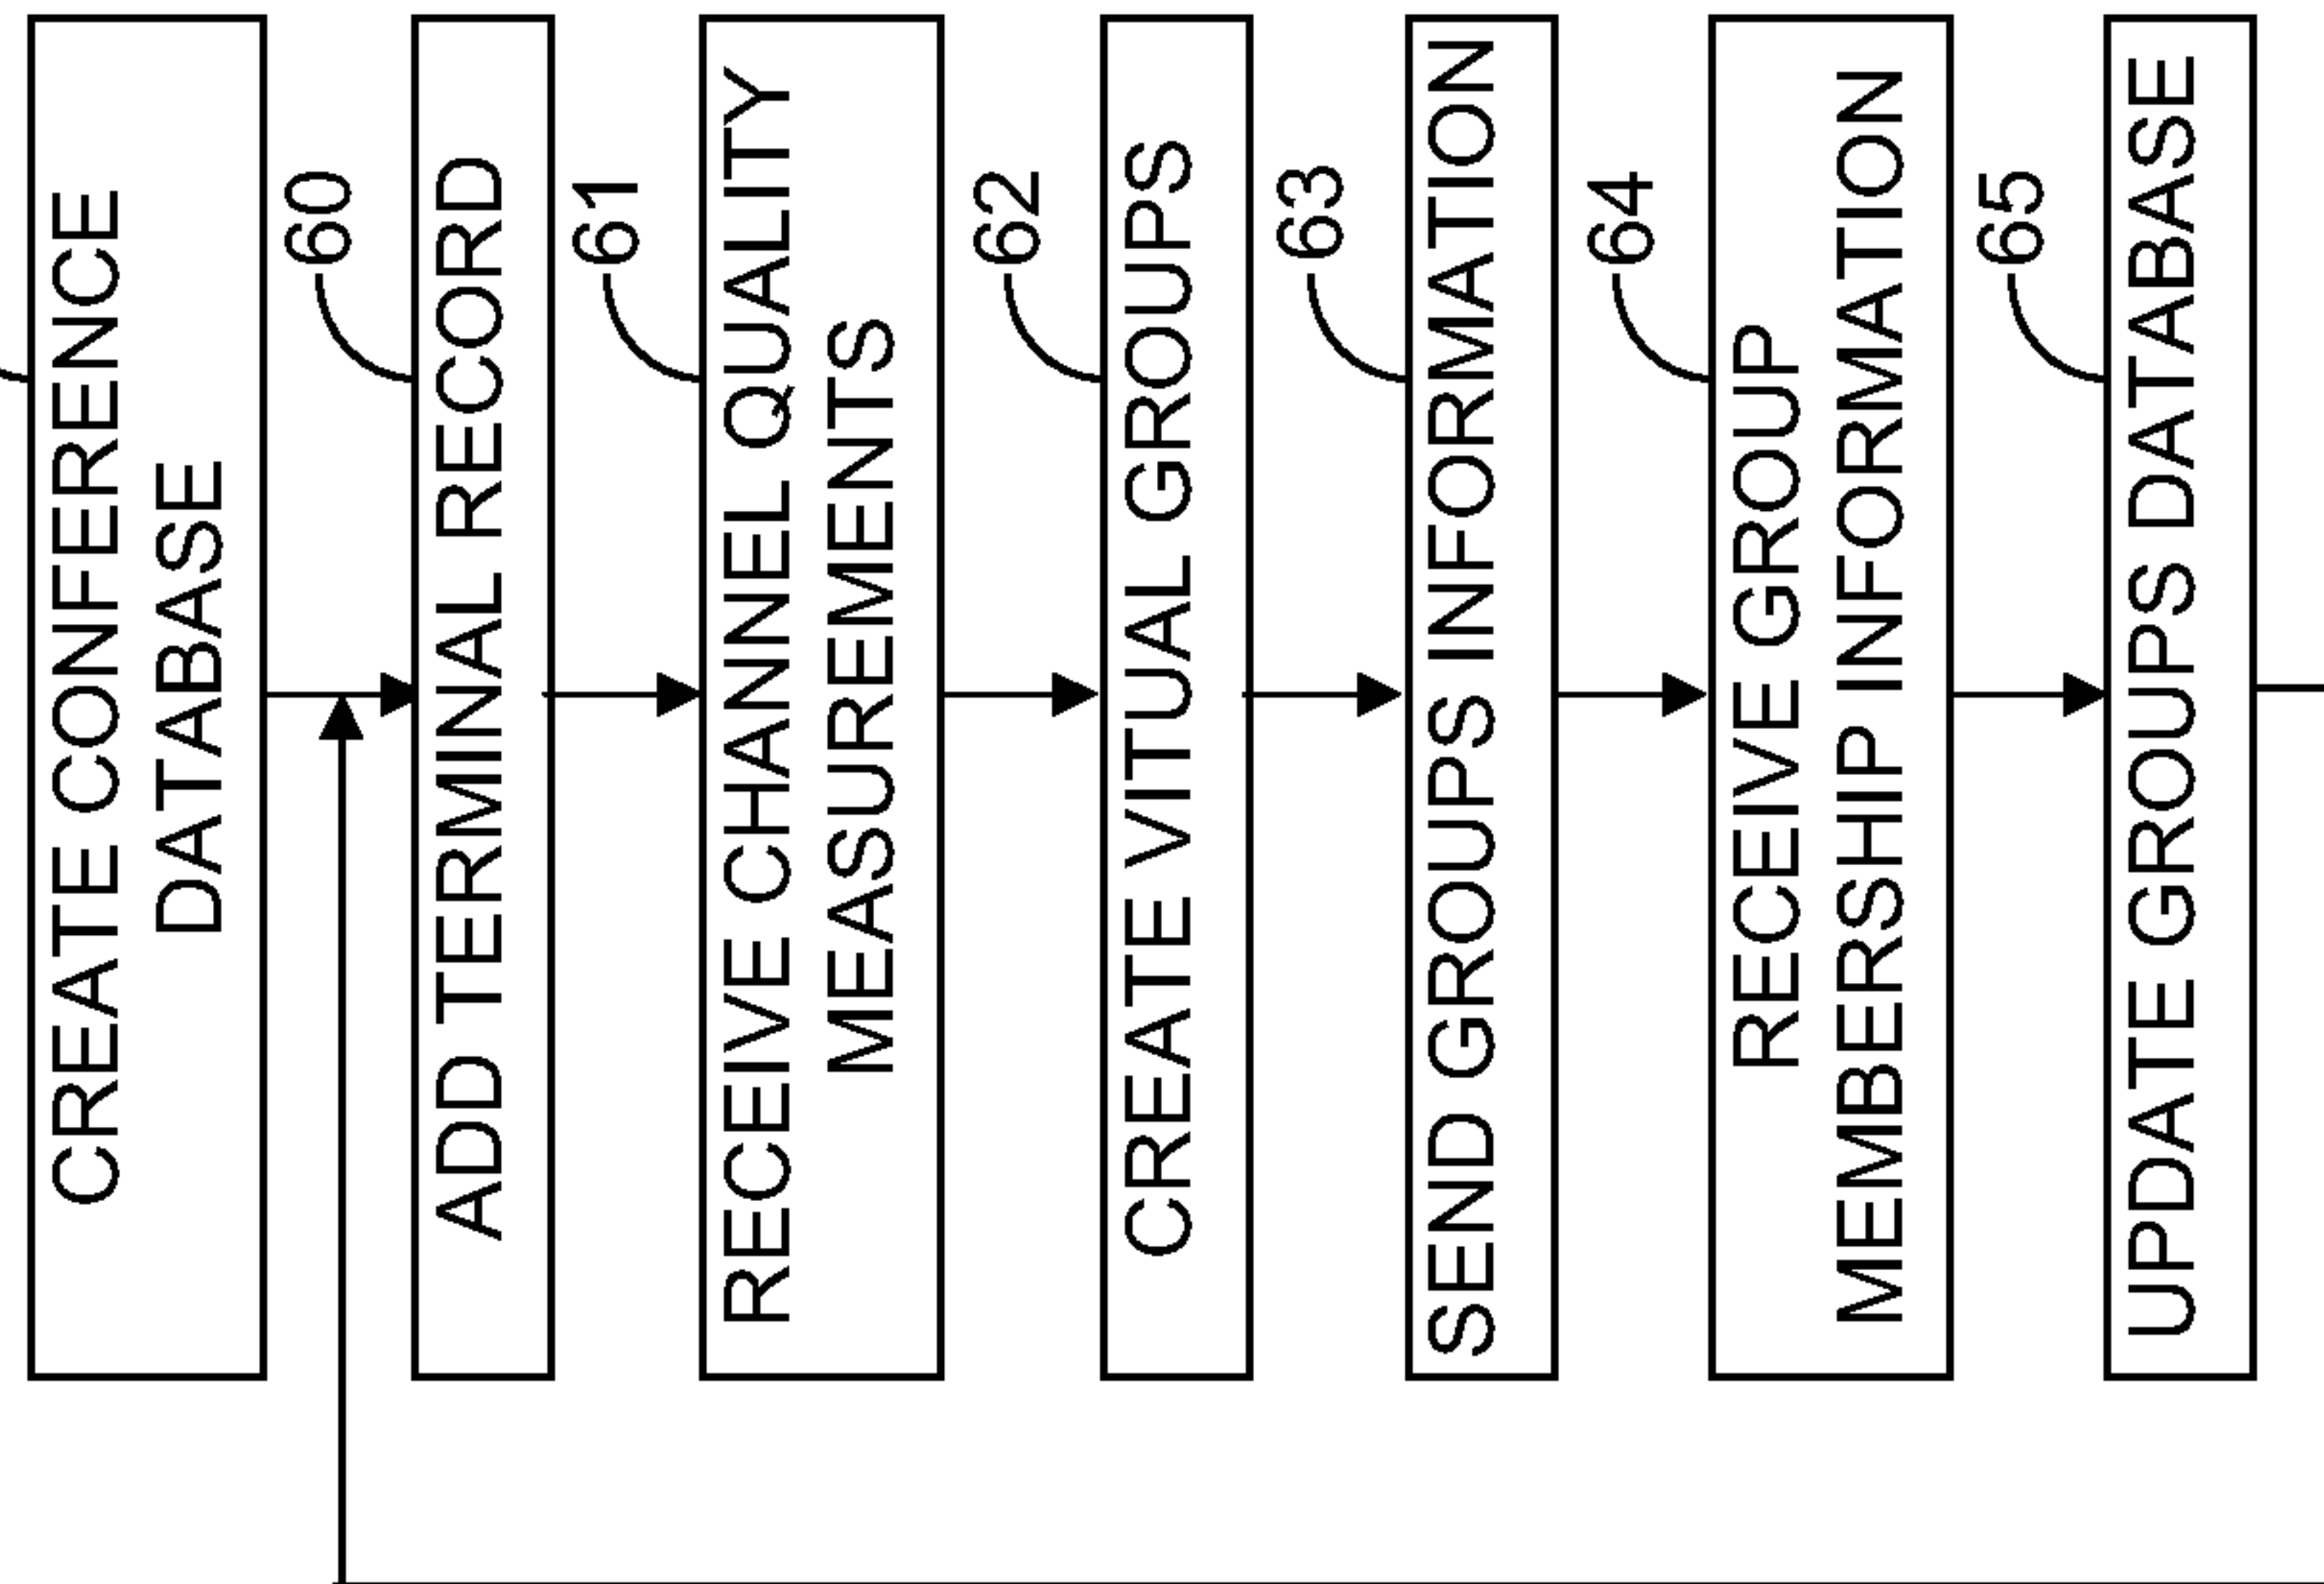 CREATE CONFERENCE
DATABASE
60
ADD TERMINAL RECORD
61
RECEIVE CHANNEL QUALITY
MEASUREMENTS
62
CREATE VITUAL GROUPS
63
SEND GROUPS INFORMATION
64
RECEIVE GROUP
MEMBERSHIP INFORMATION
65
UPDATE GROUPS DATABASE